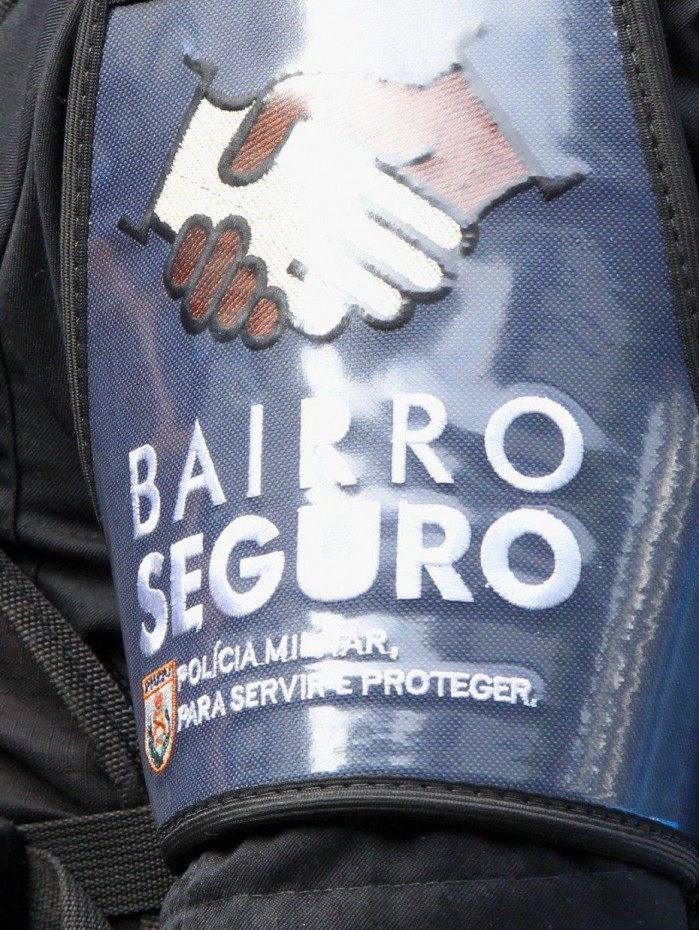 BAIRRO
SEGURO
POLÍCIA MILITAR,
PARA SERVIR E PROTEGER.